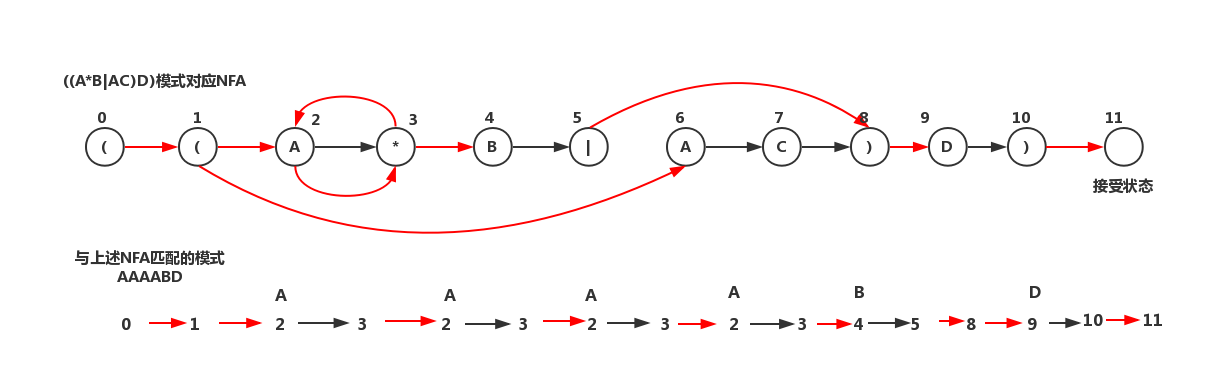 ((A*B|AC)D)模式对应NFA
0 1 2 3 4 5 6 7 8 9 10 11
( ( A * B | A C ) D )
接受状态
与上述NFA匹配的模式
AAAABD
A A A A B D
0 1 2 3 2 3 2 3 2 3 4 5 8 9 10 11